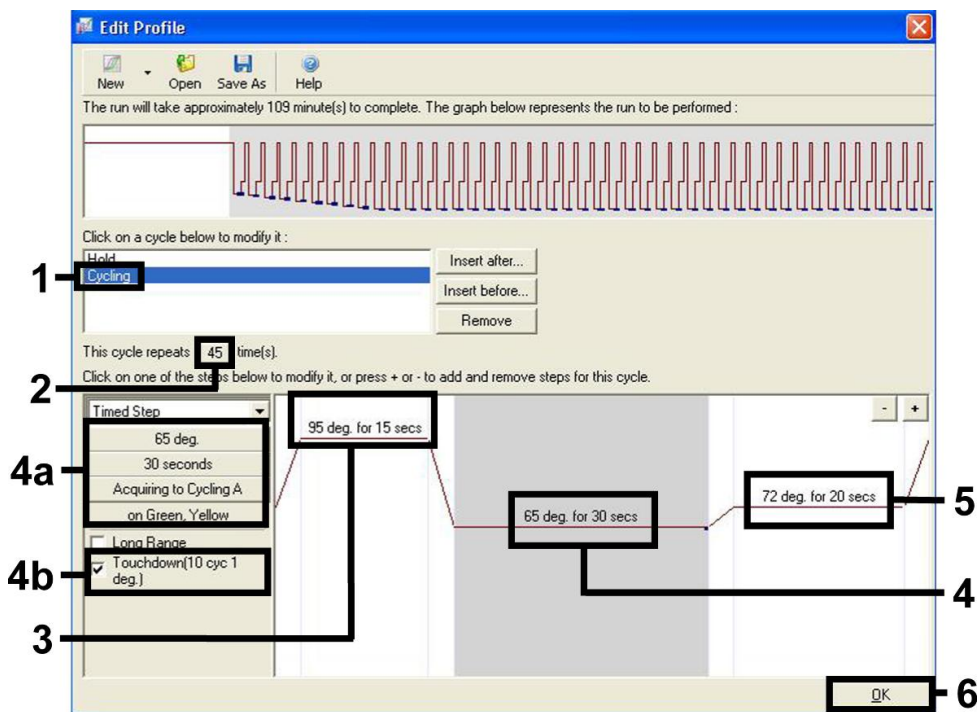 Edit Profile
New Open Save As Help
The run will take approximately 109 minute(s) to complete. The graph below represents the run to be performed :
Click on a cycle below to modify it :
Hold
Cycling
Insert after...
Insert before...
Remove
1
This cycle repeats 45 time(s).
2
Click on one of the steps below to modify it, or press + or - to add and remove steps for this cycle.
Timed Step
- +
65 deg.
30 seconds
Acquiring to Cycling A
on Green, Yellow
4a
Long Range
Touchdown(10 cyc 1 
deg.)
4b
95 deg. for 15 secs
3
65 deg. for 30 secs
4
72 deg. for 20 secs
5
OK
6